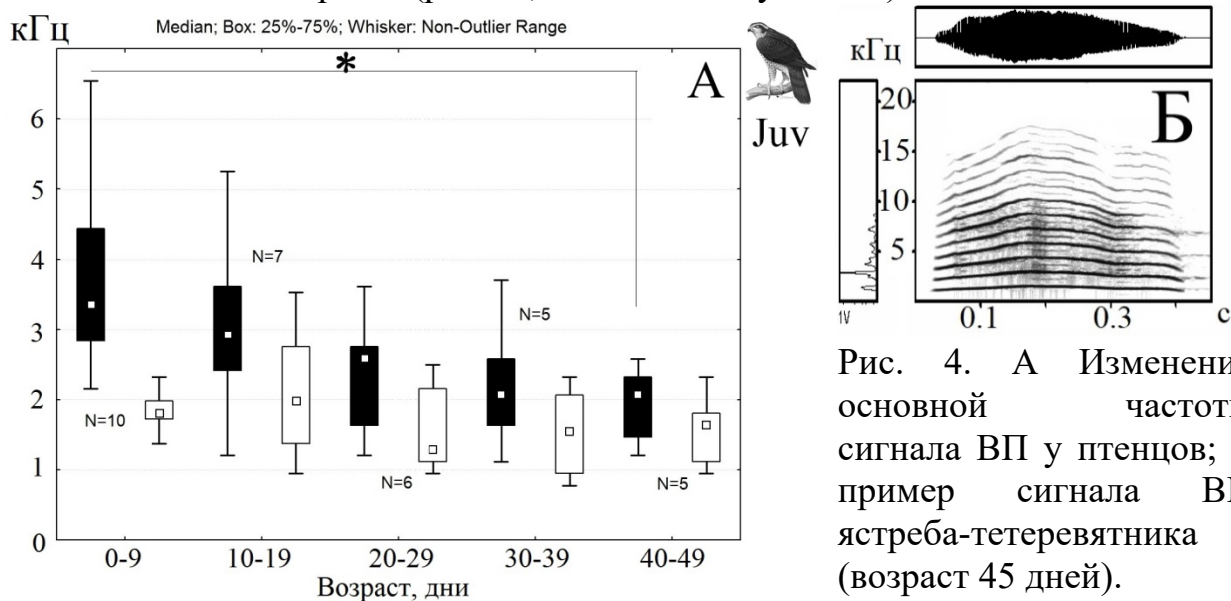 кГц
Median; Box: 25%-75%; Whisker: Non-Outlier Range
*
А
6
5
4
3
2
1
0
N=7
N=5
N=10
N=6
N=5
0-9 10-19 20-29 30-39 40-49
Возраст, дни
Juv
кГц
20
15
10
5
Б
1V
0.1 0.3 с
Рис. 4. А Изменени
основной частот
сигнала ВП у птенцов;
пример сигнала В
ястреба-тетеревятника
(возраст 45 дней).